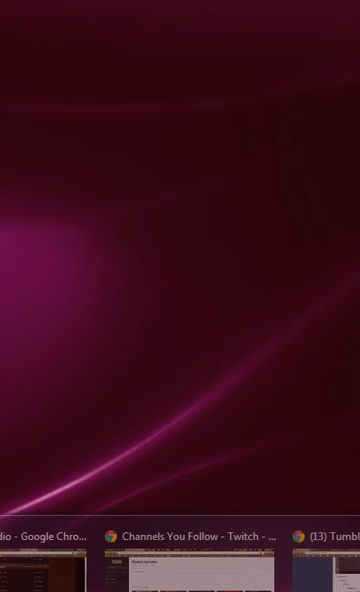 dio - Google Chro...
Channels You Follow - Twitch - ...
(13) Tumbl